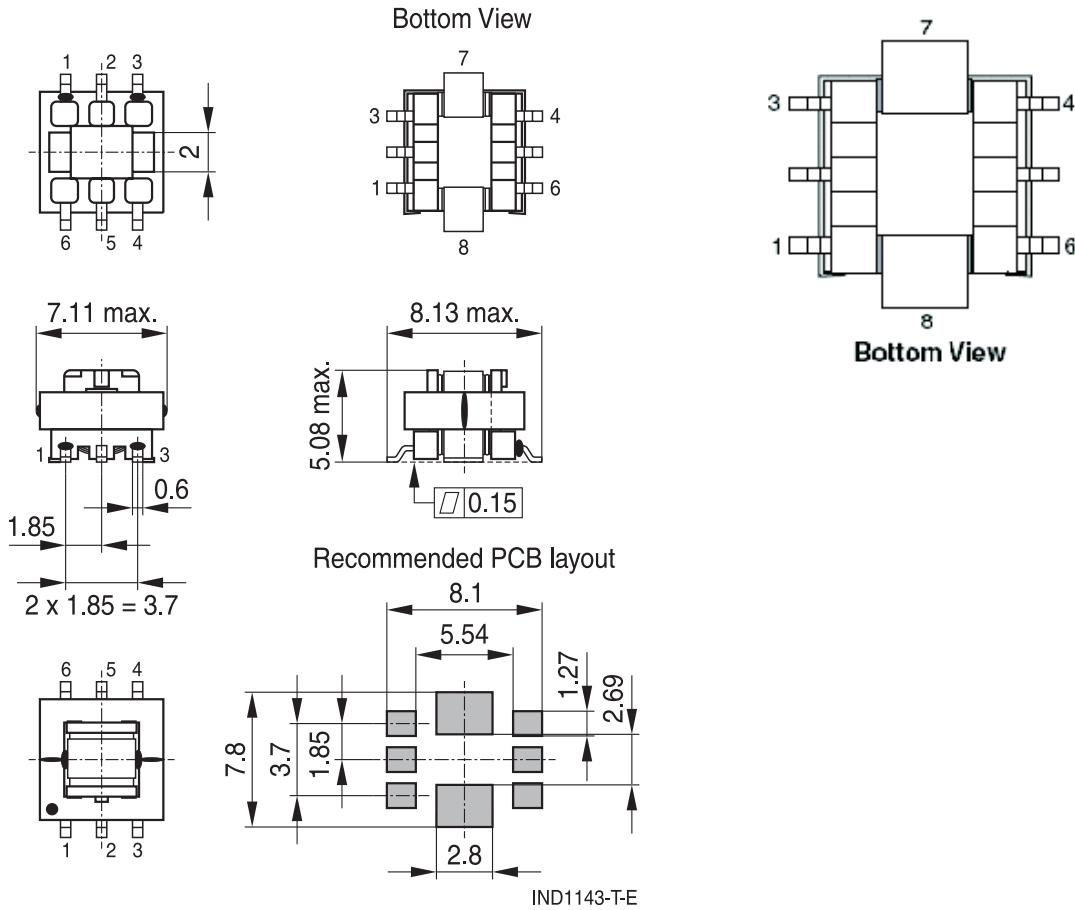 Bottom View
1 2 3
2
6 5 4
7
3 4
1 6
8
7
3 4
1 6
8
Bottom View
7.11 max.
1 3
0.6
1.85
2 x 1.85 = 3.7
8.13 max.
5.08 max.
0.15
Recommended PCB layout
8.1
5.54
1.27
2.69
7.8
3.7
1.85
2.8
6 5 4
1 2 3
IND1143-T-E